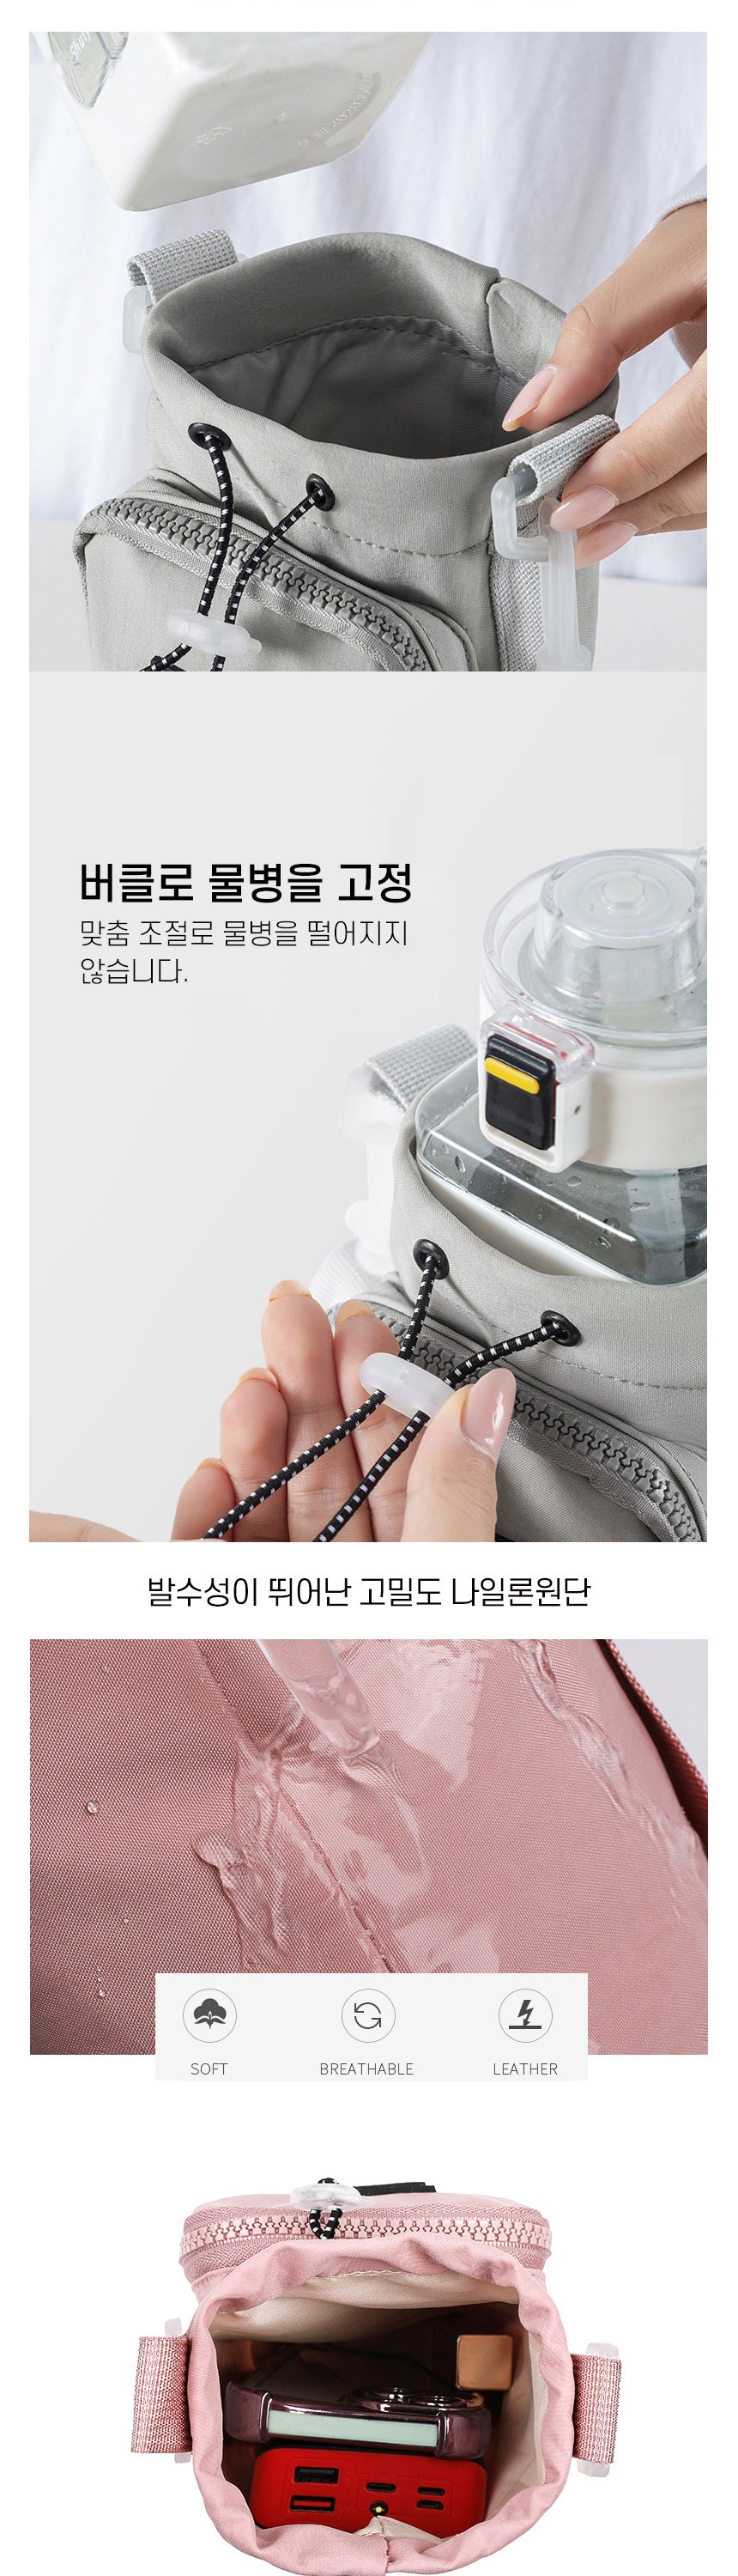 버클로 물병을 고정
맞춤 조절로 물병을 떨어지지
않습니다.
발수성이 뛰어난 고밀도 나일론원단
SOFT
BREATHABLE
LEATHER